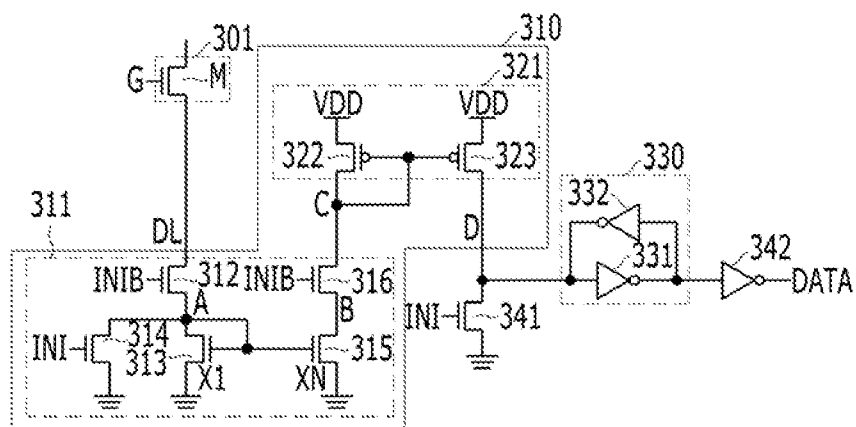 310
301
G
M
321
VDD
VDD
322
323
330
332
311
C
DL
D
331
342
INIB
312
INIB
316
DATA
A
B
INI
341
INI
314
313
315
X1
XN